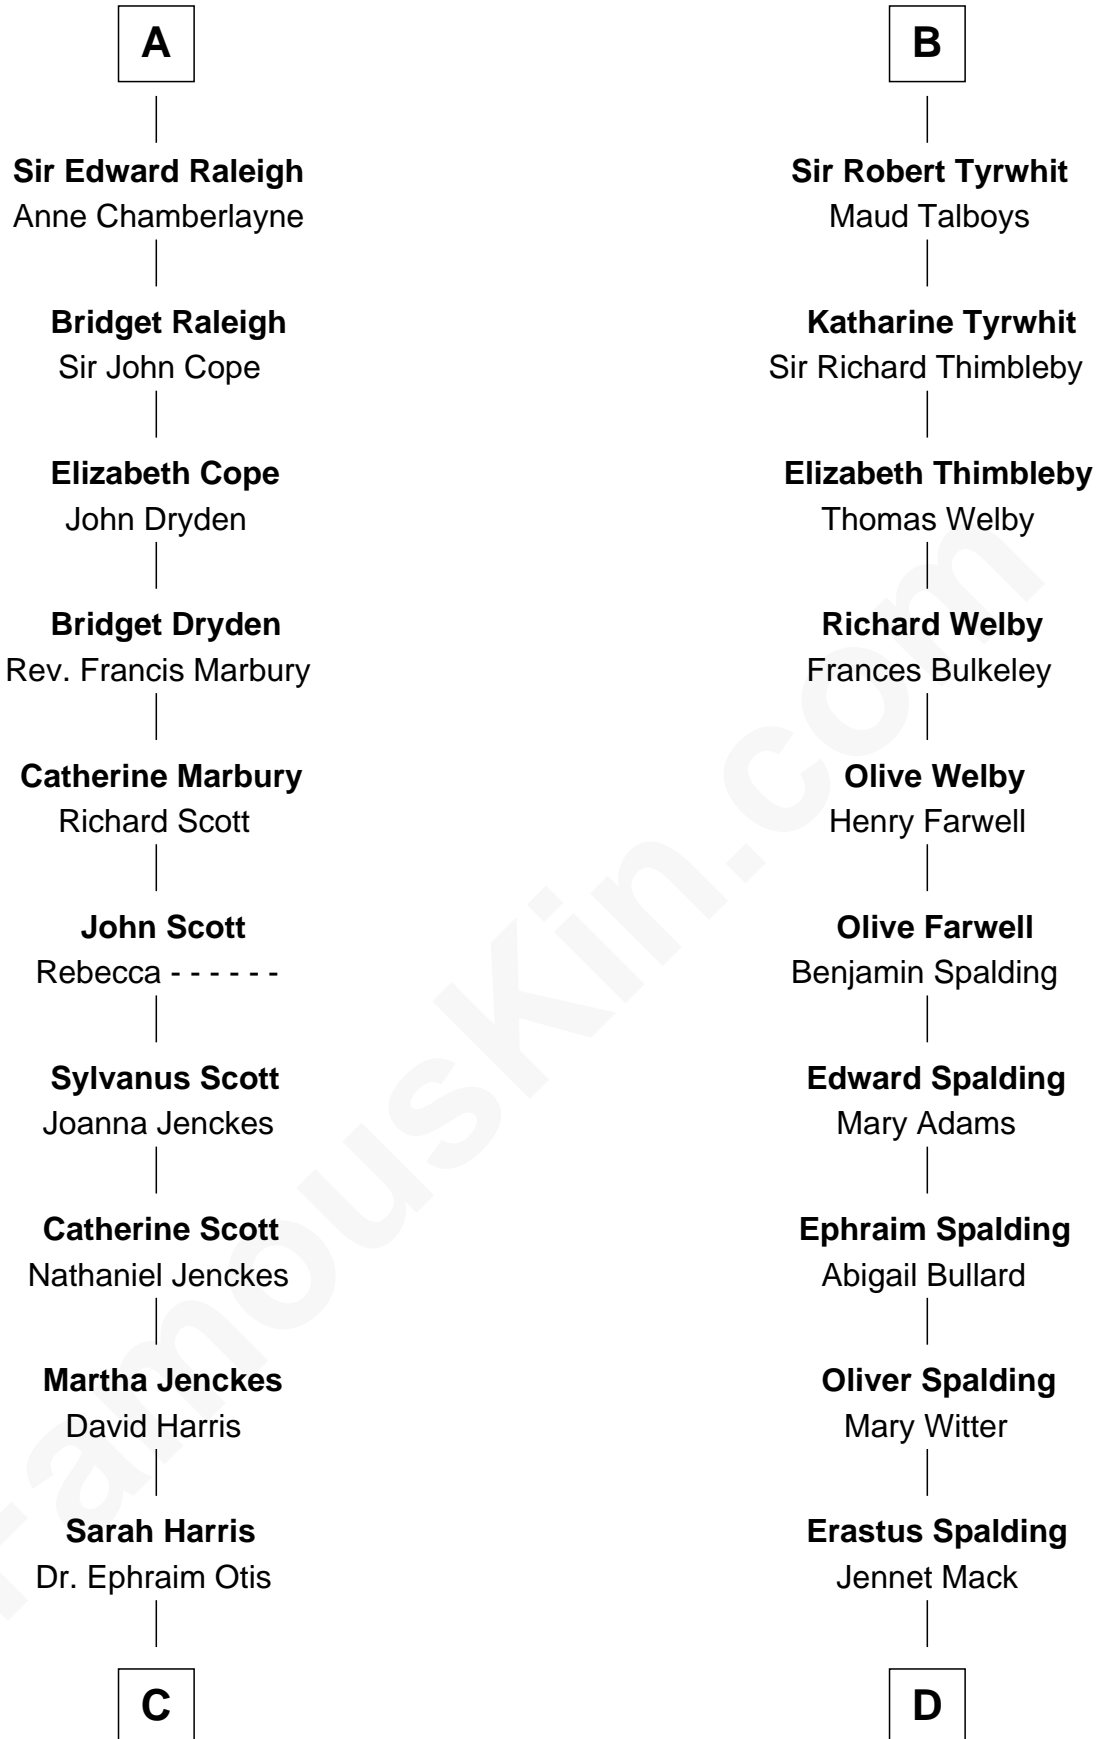 A
Sir Edward Raleigh
Anne Chamberlayne
Bridget Raleigh
Sir John Cope
Elizabeth Cope
John Dryden
Bridget Dryden
Rev. Francis Marbury
Catherine Marbury
Richard Scott
John Scott
Rebecca - - - - - -
Sylvanus Scott
Joanna Jenckes
Catherine Scott
Nathaniel Jenckes
Martha Jenckes
David Harris
Sarah Harris
Dr. Ephraim Otis
C
B
Sir Robert Tyrwhit
Maud Talboys
Katharine Tyrwhit
Sir Richard Thimbleby
Elizabeth Thimbleby
Thomas Welby
Richard Welby
Frances Bulkeley
Olive Welby
Henry Farwell
Olive Farwell
Benjamin Spalding
Edward Spalding
Mary Adams
Ephraim Spalding
Abigail Bullard
Oliver Spalding
Mary Witter
Erastus Spalding
Jennet Mack
D
FamousKin.com